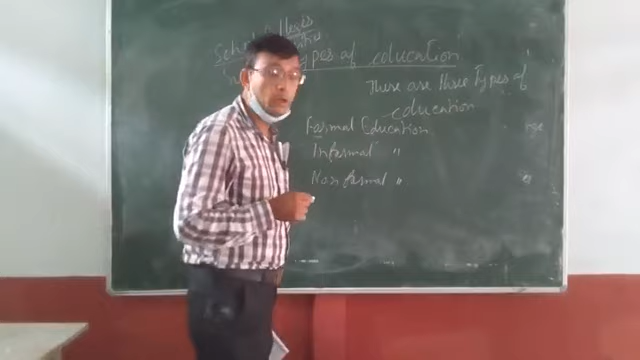 Types of education
There are three Types of
education
Formal Education
Informal "
Non formal "